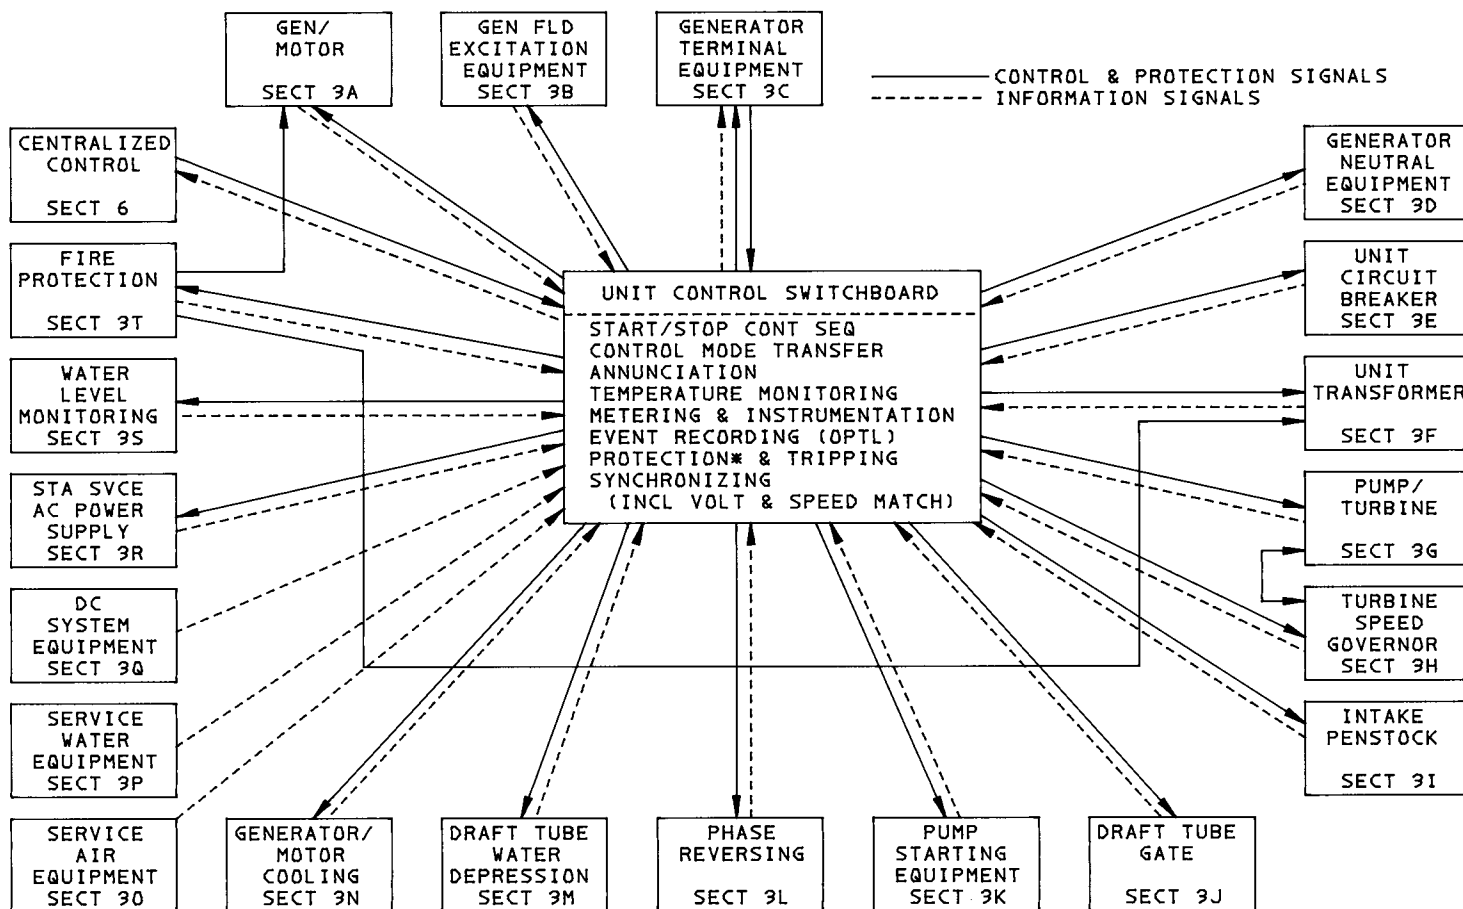 GEN/
MOTOR
SECT 3A
GEN FLD
EXCITATION
EQUIPMENT
SECT 3B
GENERATOR
TERMINAL
EQUIPMENT
SECT 3C
CONTROL & PROTECTION SIGNALS
INFORMATION SIGNALS
CENTRALIZED
CONTROL
SECT 6
GENERATOR
NEUTRAL
EQUIPMENT
SECT 3D
FIRE
PROTECTION
SECT 3T
UNIT
CIRCUIT
BREAKER
SECT 3E
UNIT CONTROL SWITCHBOARD
START/STOP CONT SEQ
CONTROL MODE TRANSFER
ANNUNCIATION
TEMPERATURE MONITORING
METERING & INSTRUMENTATION
EVENT RECORDING (OPTL)
PROTECTION* & TRIPPING
SYNCHRONIZING
(INCL VOLT & SPEED MATCH)
WATER
LEVEL
MONITORING
SECT 3S
UNIT
TRANSFORMER
SECT 3F
STA SVCE
AC POWER
SUPPLY
SECT 3R
PUMP/
TURBINE
SECT 3G
DC
SYSTEM
EQUIPMENT
SECT 3Q
TURBINE
SPEED
GOVERNOR
SECT 3H
SERVICE
WATER
EQUIPMENT
SECT 3P
INTAKE
PENSTOCK
SECT 3I
SERVICE
AIR
EQUIPMENT
SECT 3O
GENERATOR/
MOTOR
COOLING
SECT 3N
DRAFT TUBE
WATER
DEPRESSION
SECT 3M
PHASE
REVERSING
SECT 3L
PUMP
STARTING
EQUIPMENT
SECT 3K
DRAFT TUBE
GATE
SECT 3J